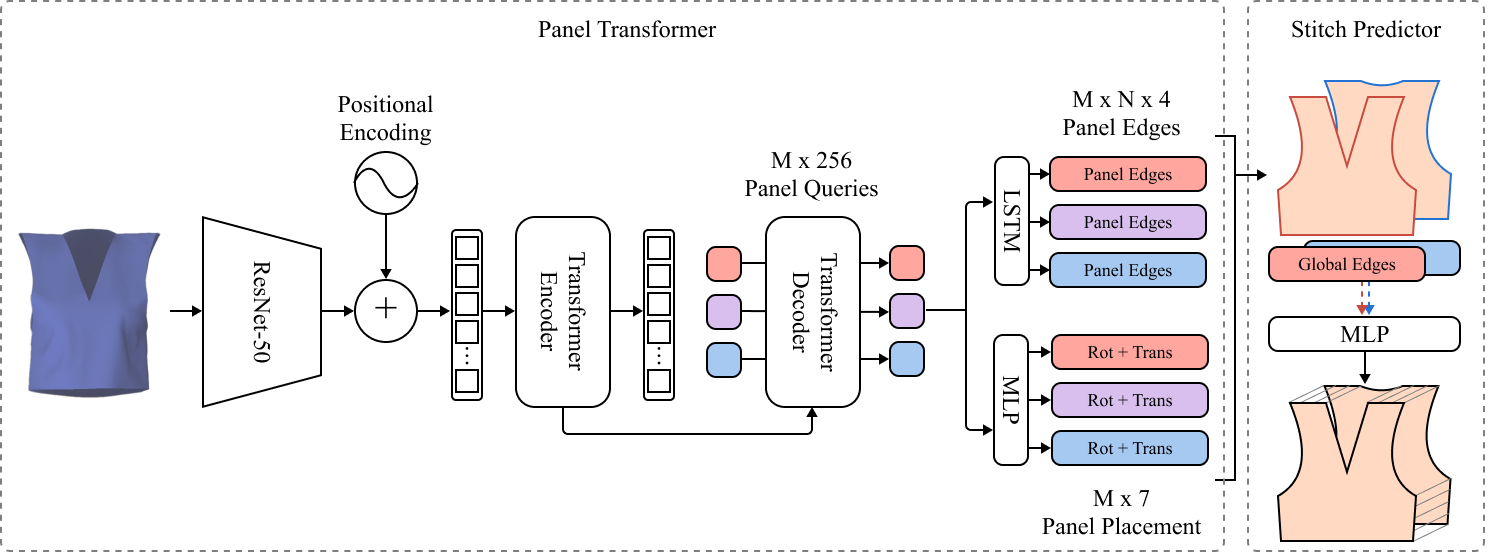 Panel Transformer
Stitch Predictor
Positional
Encoding
M x N x 4
Panel Edges
M x 256
Panel Queries
ResNet-50
+
Transformer
Encoder
Transformer
Decoder
LSTM
Panel Edges
Panel Edges
Panel Edges
MLP
Rot + Trans
Rot + Trans
Rot + Trans
M x 7
Panel Placement
Global Edges
MLP